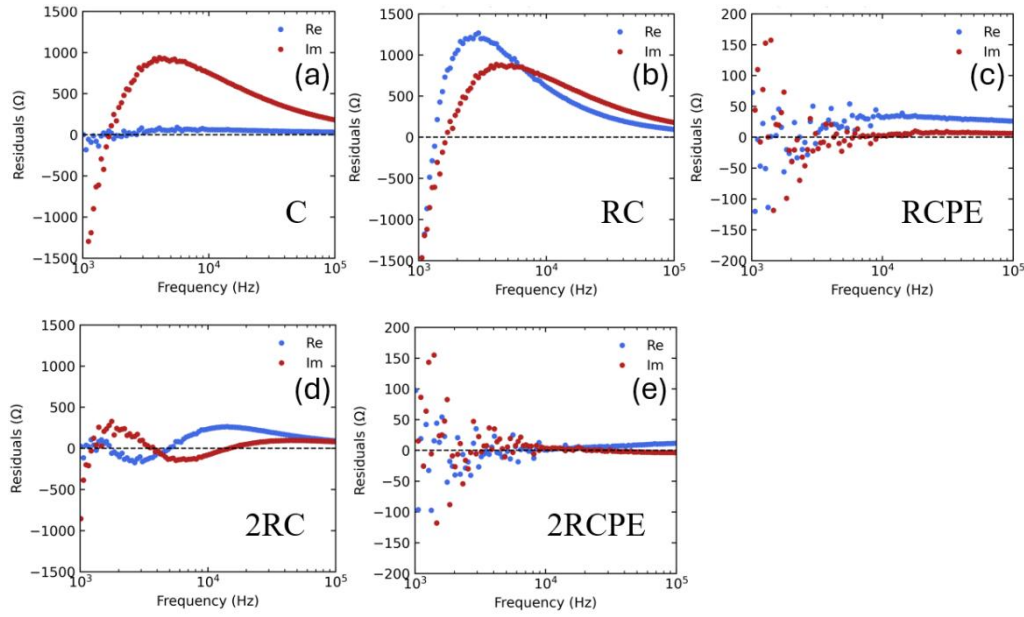 1500
1000
500
0
−500
−1000
−1500
Residuals (Ω)
Re
Im
(a)
C
10³ 10⁴ 10⁵
Frequency (Hz)
1500
1000
500
0
−500
−1000
−1500
Residuals (Ω)
Re
Im
(b)
RC
10³ 10⁴ 10⁵
Frequency (Hz)
200
150
100
50
0
−50
−100
−150
−200
Residuals (Ω)
Re
Im
(c)
RCPE
10³ 10⁴ 10⁵
Frequency (Hz)
1500
1000
500
0
−500
−1000
−1500
Residuals (Ω)
Re
Im
(d)
2RC
10³ 10⁴ 10⁵
Frequency (Hz)
200
150
100
50
0
−50
−100
−150
−200
Residuals (Ω)
Re
Im
(e)
2RCPE
10³ 10⁴ 10⁵
Frequency (Hz)